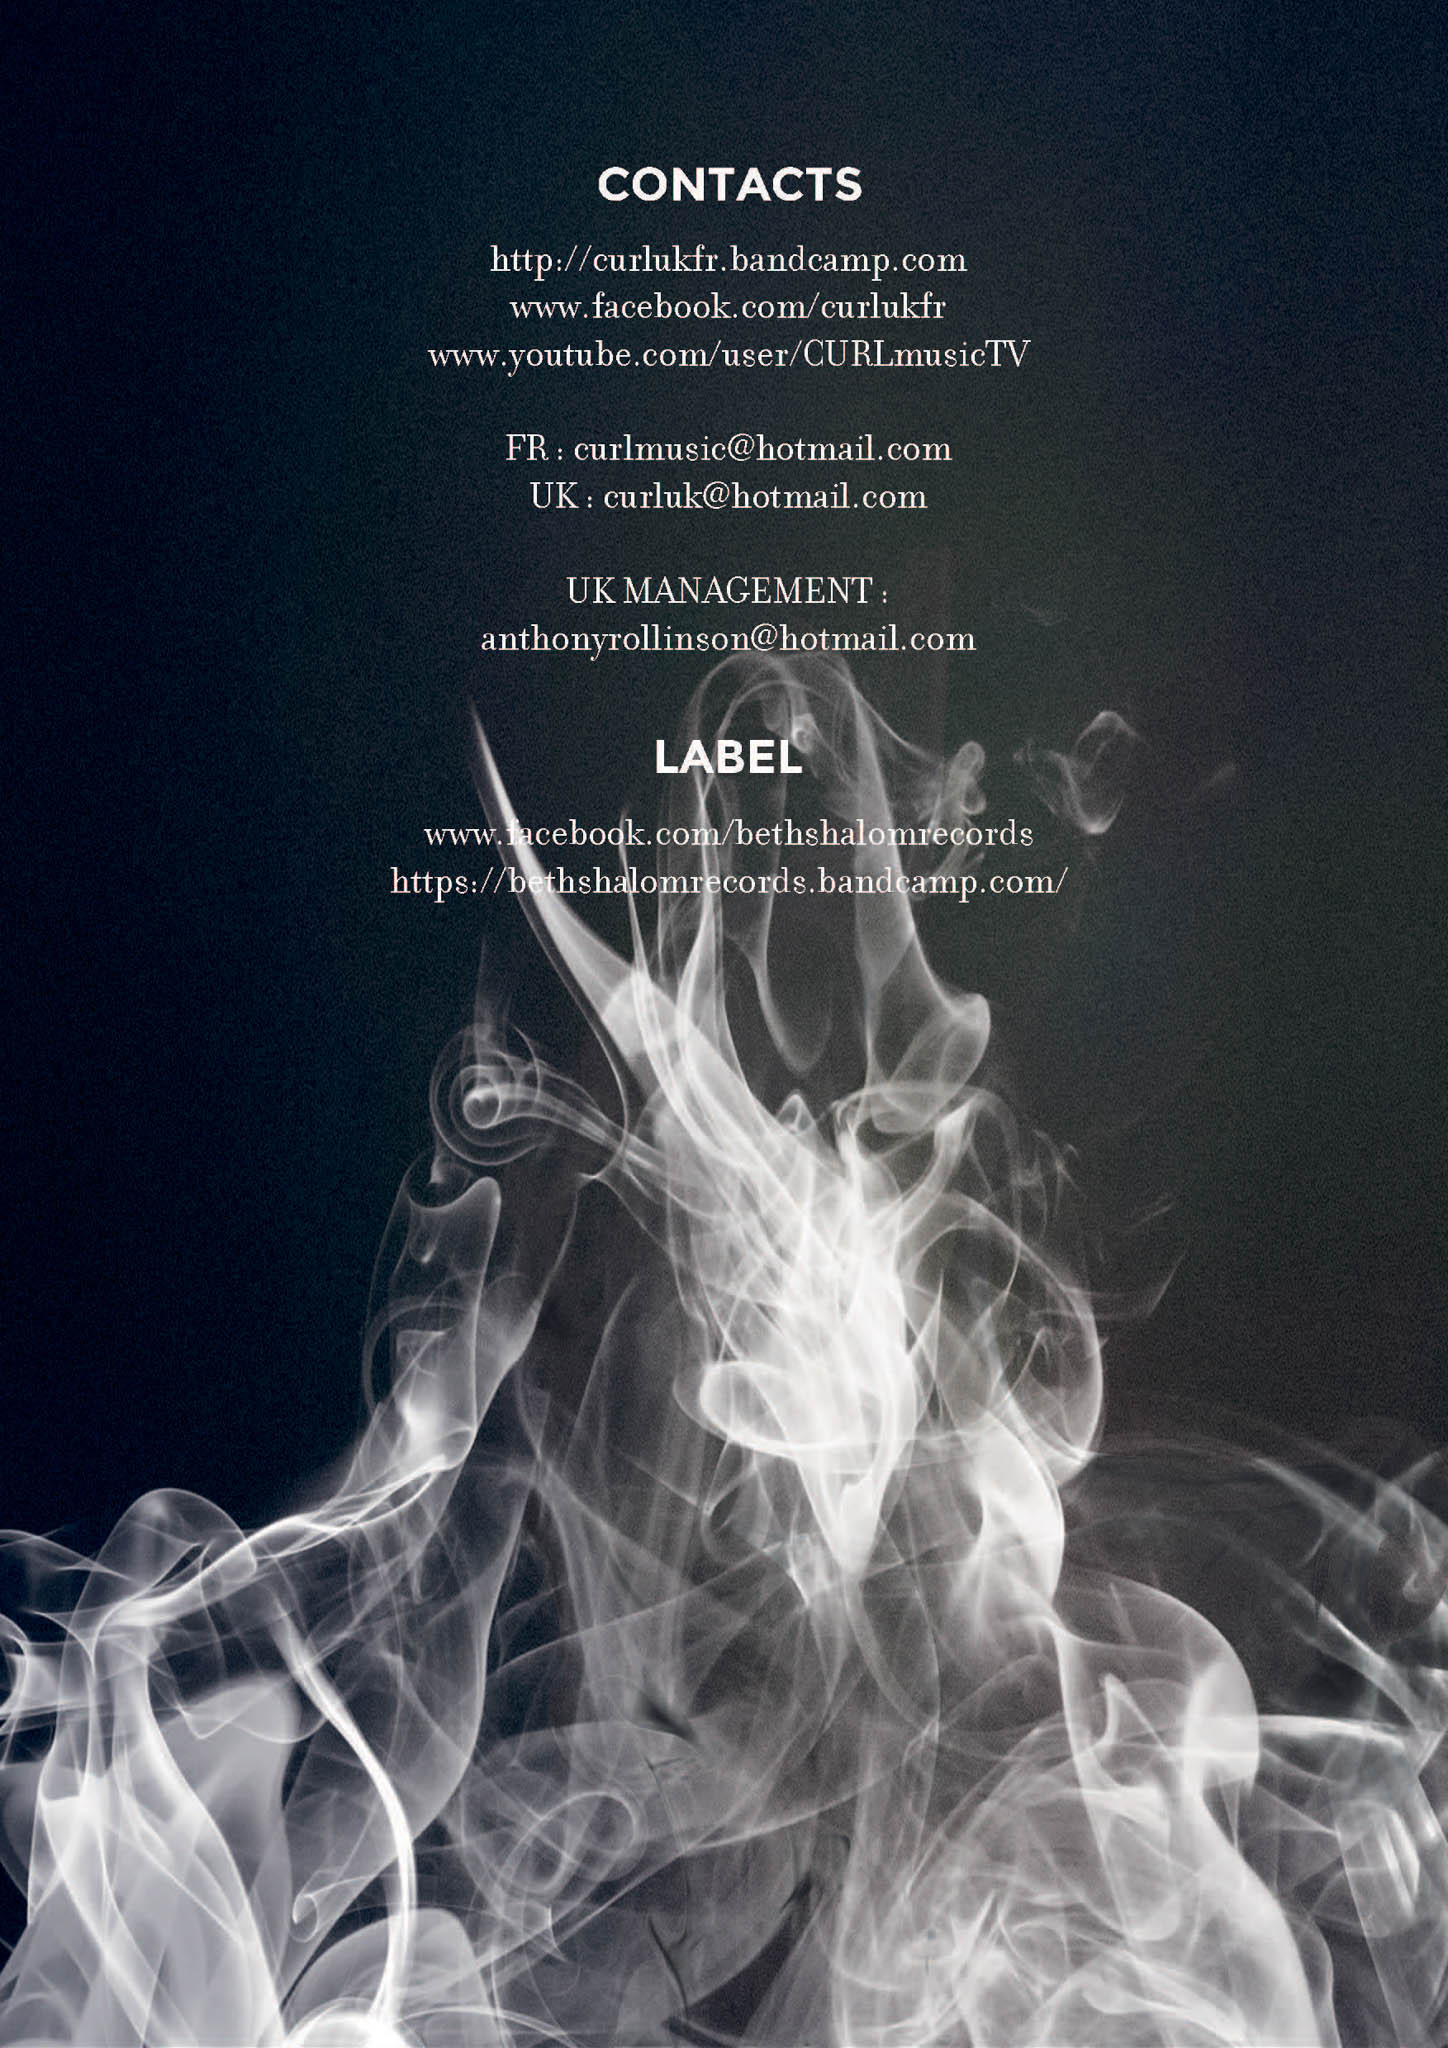 CONTACTS
http://curlukfr.bandcamp.com
www.facebook.com/curlukfr
www.youtube.com/user/CURLmusicTV
FR : curlmusic@hotmail.com
UK : curluk@hotmail.com
UK MANAGEMENT :
anthonyrollinson@hotmail.com
LABEL
www.facebook.com/bethshalomrecords
https://bethshalomrecords.bandcamp.com/